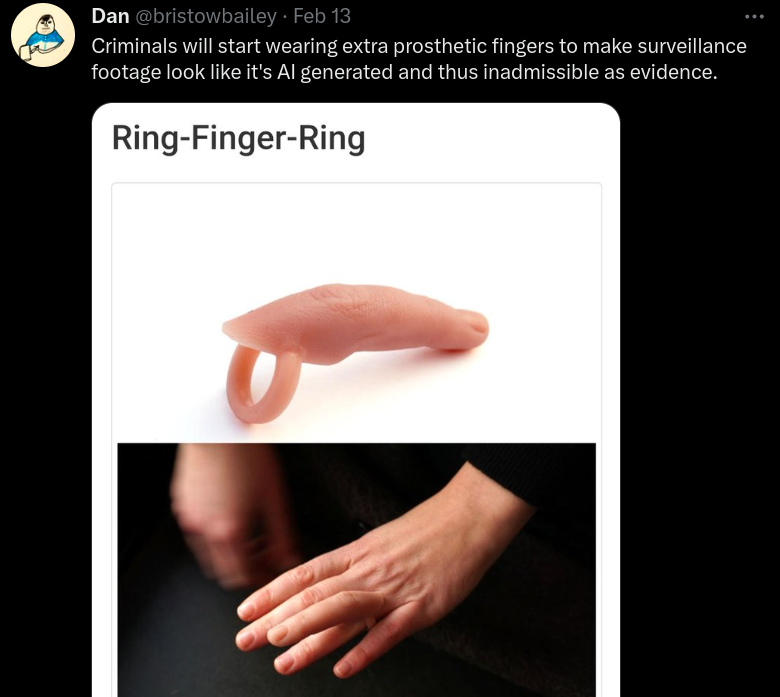 Dan @bristowbailey · Feb 13
Criminals will start wearing extra prosthetic fingers to make surveillance
footage look like it's AI generated and thus inadmissible as evidence.
Ring-Finger-Ring